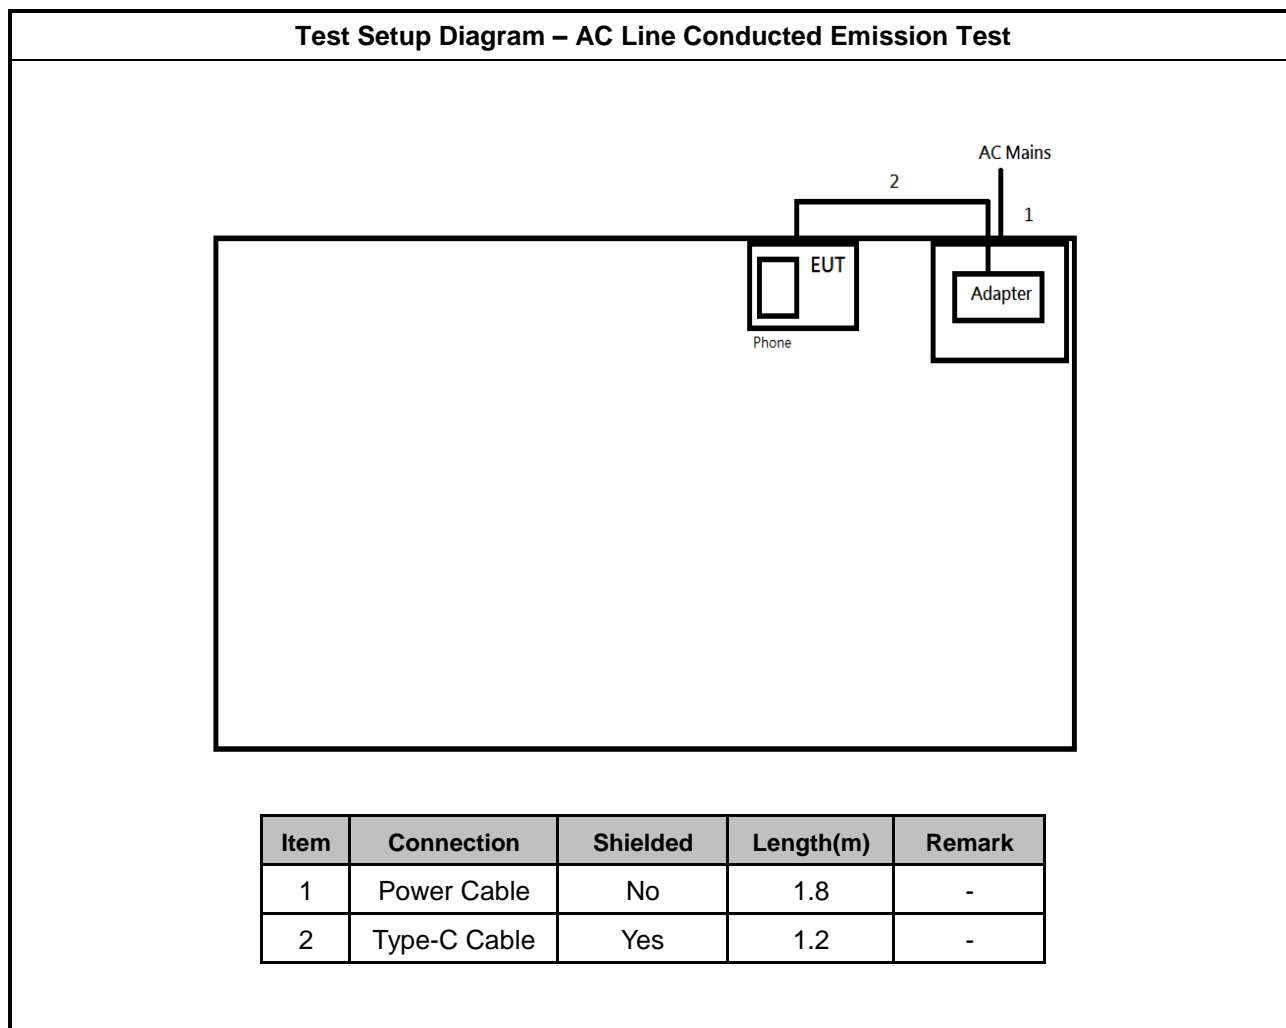 Test Setup Diagram – AC Line Conducted Emission Test
AC Mains
2
1
EUT
Adapter
Phone
Item Connection Shielded Length(m) Remark
1 Power Cable No 1.8 -
2 Type-C Cable Yes 1.2 -